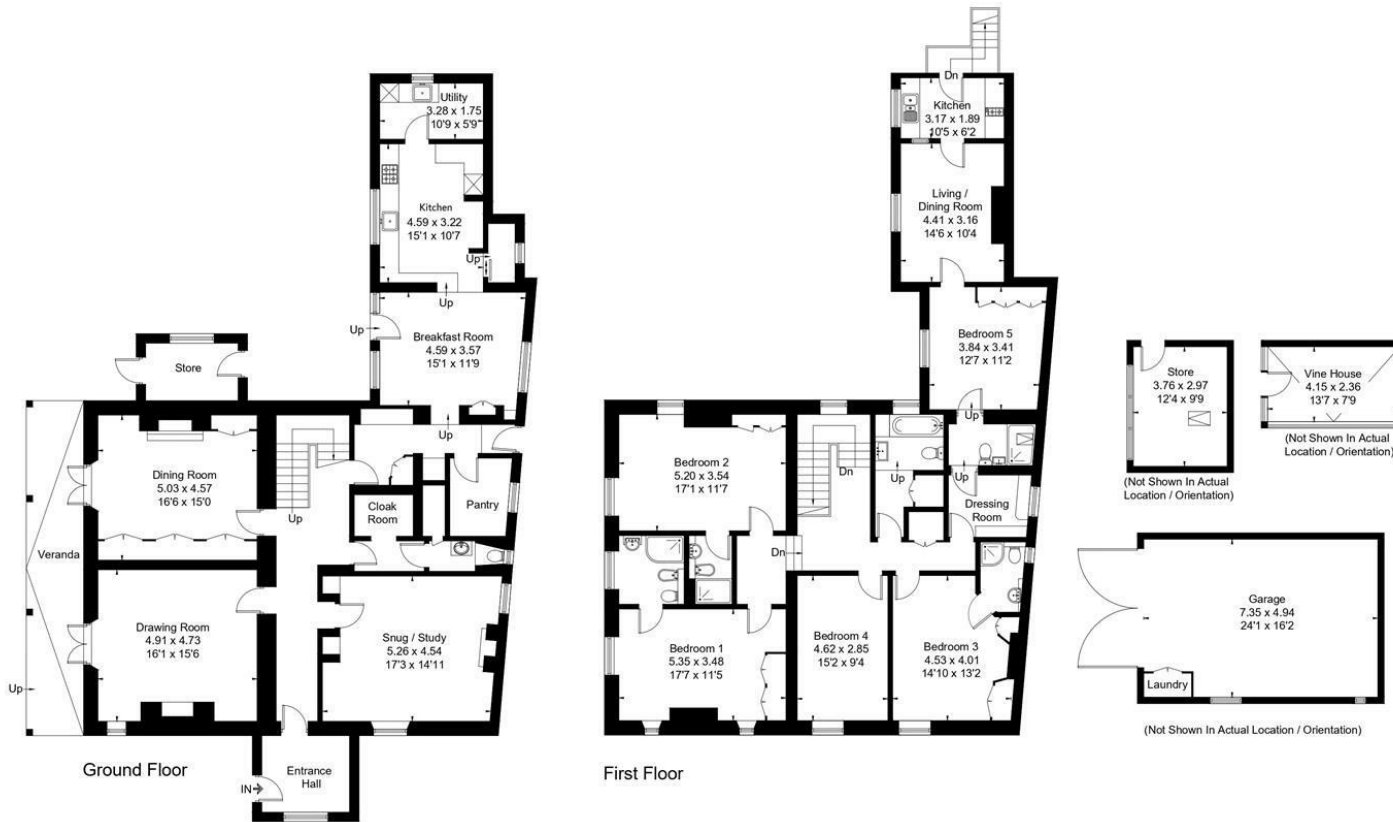 Utility
3.28 x 1.75
10'9 x 5'9
Kitchen
4.59 x 3.22
15'1 x 10'7
Up
Up
Up
Breakfast Room
4.59 x 3.57
15'1 x 11'9
Store
Up
Dining Room
5.03 x 4.57
16'6 x 15'0
Up
Cloak
Room
Pantry
Veranda
Drawing Room
4.91 x 4.73
16'1 x 15'6
Snug / Study
5.26 x 4.54
17'3 x 14'11
Up
Entrance
Hall
IN
Ground Floor
Dn
Kitchen
3.17 x 1.89
10'5 x 6'2
Living /
Dining Room
4.41 x 3.16
14'6 x 10'4
Bedroom 5
3.84 x 3.41
12'7 x 11'2
Up
Bedroom 2
5.20 x 3.54
17'1 x 11'7
Dn
Up
Up
Dressing
Room
Dn
Bedroom 1
5.35 x 3.48
17'7 x 11'5
Bedroom 4
4.62 x 2.85
15'2 x 9'4
Bedroom 3
4.53 x 4.01
14'10 x 13'2
First Floor
Store
3.76 x 2.97
12'4 x 9'9
(Not Shown In Actual
Location / Orientation)
Vine House
4.15 x 2.36
13'7 x 7'9
(Not Shown In Actual
Location / Orientation)
Garage
7.35 x 4.94
24'1 x 16'2
Laundry
(Not Shown In Actual Location / Orientation)